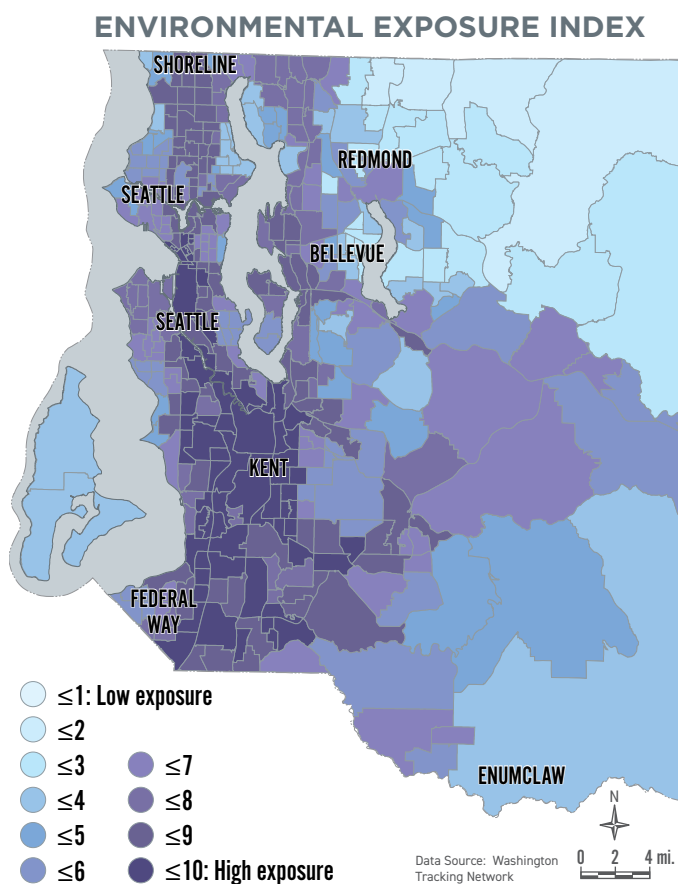 ENVIRONMENTAL EXPOSURE INDEX
SHORELINE
REDMOND
SEATTLE
BELLEVUE
SEATTLE
KENT
FEDERAL
WAY
ENUMCLAW
≤1: Low exposure
≤2
≤3
≤4
≤5
≤6
≤7
≤8
≤9
≤10: High exposure
Data Source: Washington
Tracking Network
N
0 2 4 mi.